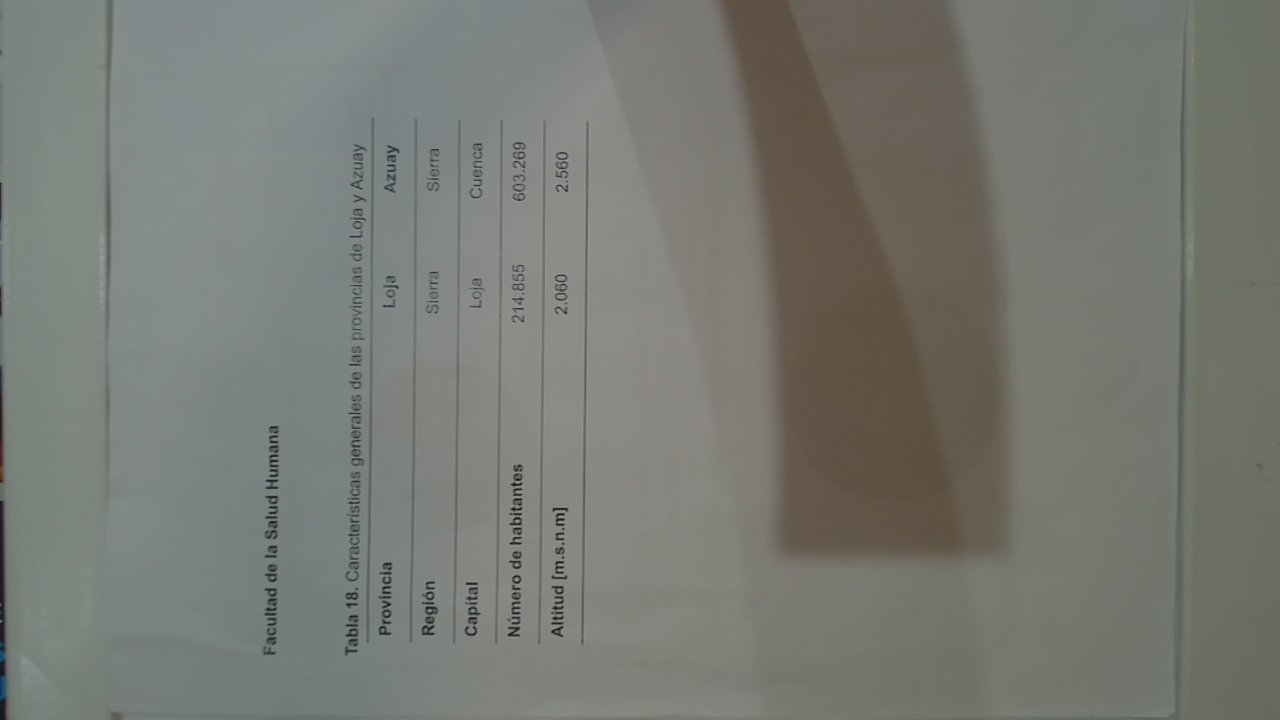 Facultad de la Salud Humana
Tabla 18. Características generales de las provincias de Loja y Azuay
Provincia Loja Azuay
Región Sierra Sierra
Capital Loja Cuenca
Número de habitantes 214.855 603.269
Altitud [m.s.n.m] 2.060 2.560